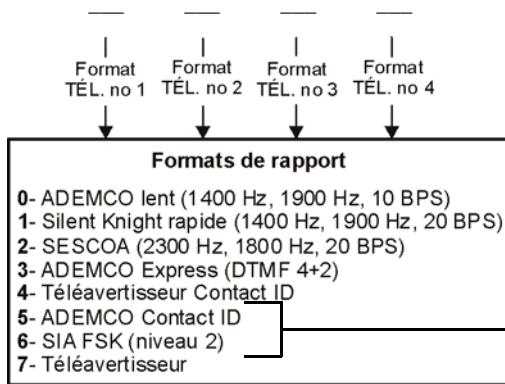 Format Format Format Format
TÉL. no 1 TÉL. no 2 TÉL. no 3 TÉL. no 4
Formats de rapport
0- ADEMCO lent (1400 Hz, 1900 Hz, 10 BPS)
1- Silent Knight rapide (1400 Hz, 1900 Hz, 20 BPS)
2- SESCOA (2300 Hz, 1800 Hz, 20 BPS)
3- ADEMCO Express (DTMF 4+2)
4- Téléavertisseur Contact ID
5- ADEMCO Contact ID
6- SIA FSK (niveau 2)
7- Téléavertisseur